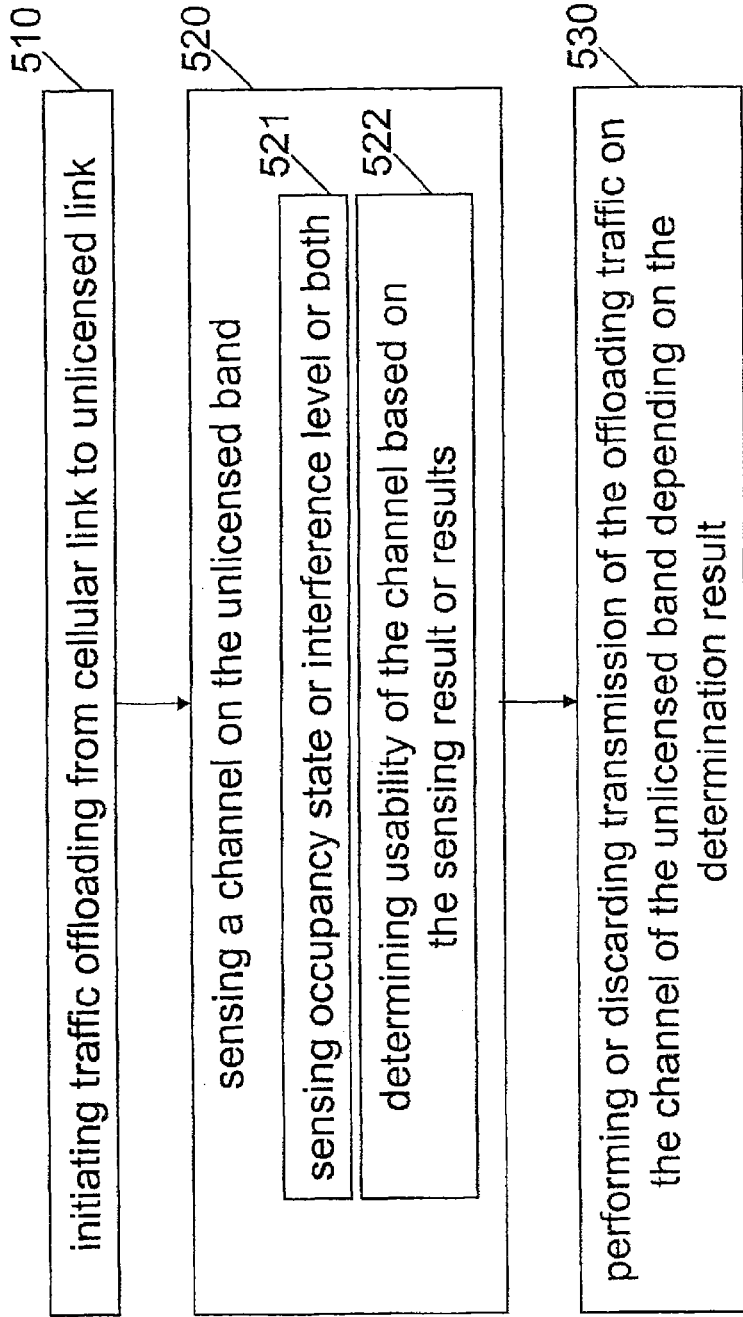 510
initiating traffic offloading from cellular link to unlicensed link
520
sensing a channel on the unlicensed band
521
sensing occupancy state or interference level or both
522
determining usability of the channel based on
the sensing result or results
530
performing or discarding transmission of the offloading traffic on
the channel of the unlicensed band depending on the
determination result